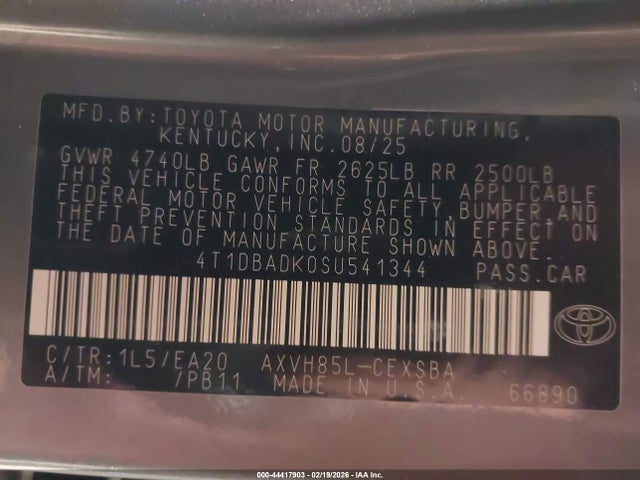 MFD.BY:TOYOTA MOTOR MANUFACTURING,
KENTUCKY,INC.08/25
GVWR 4740LB GAWR FR 2625LB RR 2500LB
THIS VEHICLE CONFORMS TO ALL APPLICABLE
FEDERAL MOTOR VEHICLE SAFETY,BUMPER,AND
THEFT PREVENTION STANDARDS IN EFFECT ON
THE DATE OF MANUFACTURE SHOWN ABOVE.
4T1DBADK0SU541344 PASS.CAR
C/TR:1L5/EA20 AXVH85L-CEXSBA
A/TM: /PB11 MADE IN U.S.A. 66890
000-44417903 - 02/19/2026 - IAA Inc.